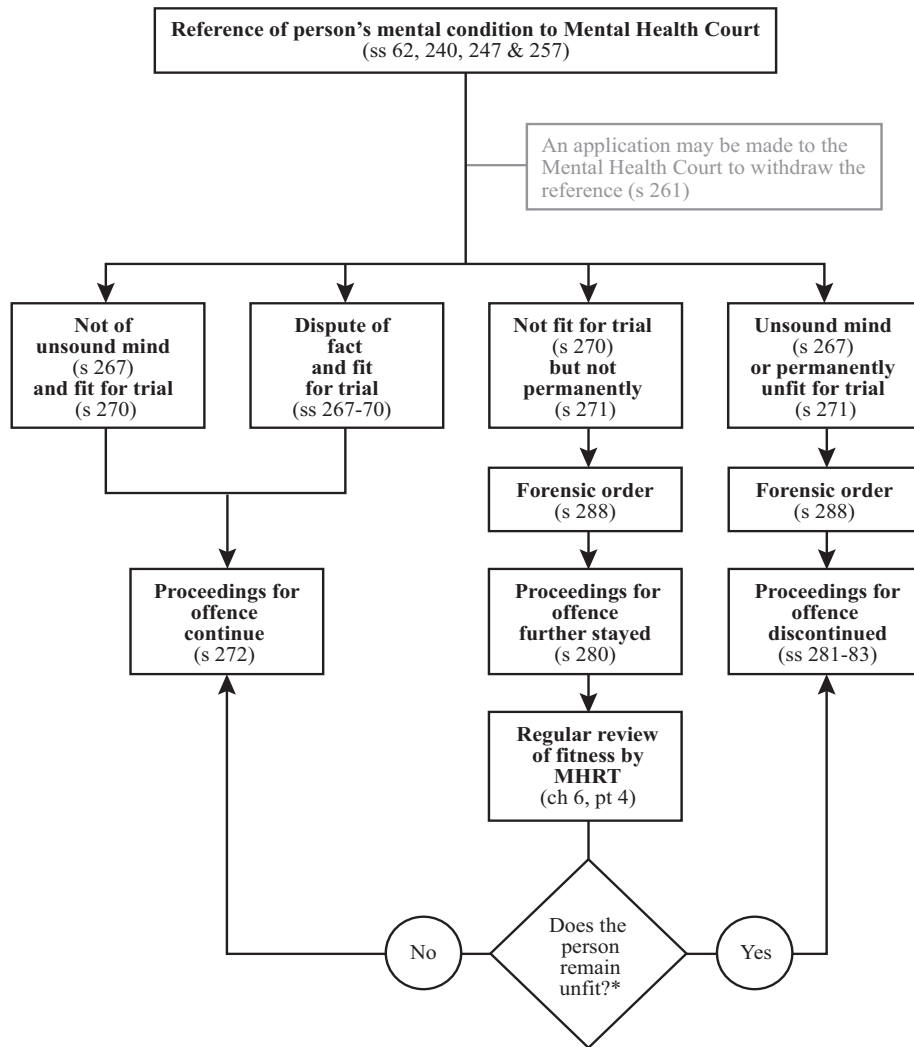 Reference of person’s mental condition to Mental Health Court
(ss 62, 240, 247 & 257)
An application may be made to the
Mental Health Court to withdraw the
reference (s 261)
Not of
unsound mind
(s 267)
and fit for trial
(s 270)
Dispute of
fact
and fit
for trial
(ss 267-70)
Not fit for trial
(s 270)
but not
permanently
(s 271)
Unsound mind
(s 267)
or permanently
unfit for trial
(s 271)
Forensic order
(s 288)
Forensic order
(s 288)
Proceedings for
offence
continue
(s 272)
Proceedings for
offence
further stayed
(s 280)
Proceedings for
offence
discontinued
(ss 281-83)
Regular review
of fitness by
MHRT
(ch 6, pt 4)
No
Does the
person
remain
unfit?*
Yes